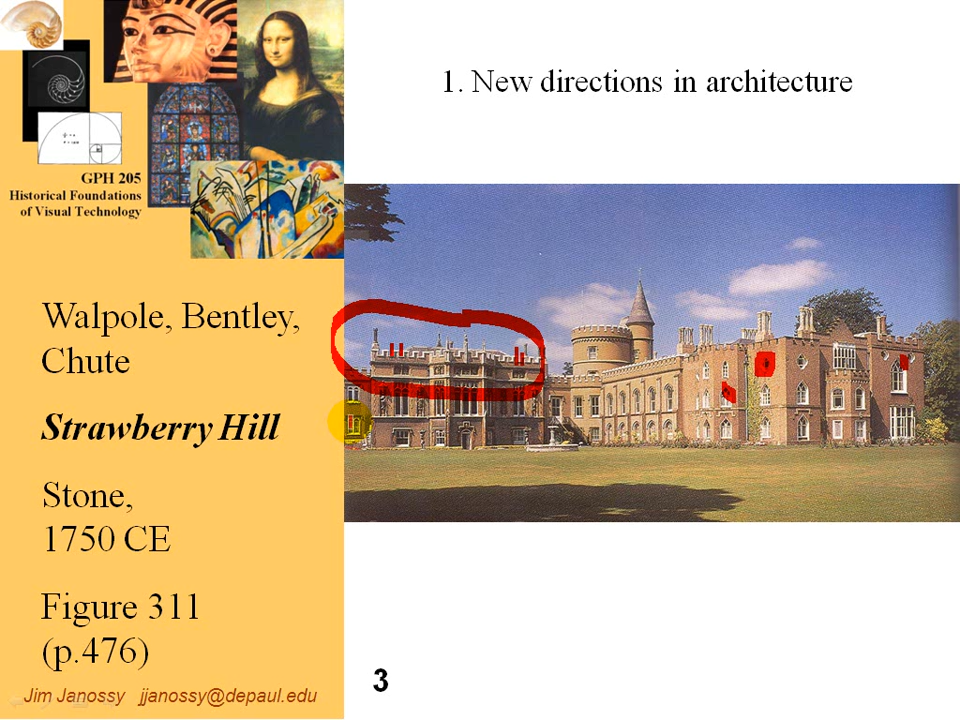 1. New directions in architecture
GPH 205
Historical Foundations
of Visual Technology
Walpole, Bentley,
Chute
Strawberry Hill
Stone,
1750 CE
Figure 311
(p.476)
Jim Janossy jjanossy@depaul.edu
3